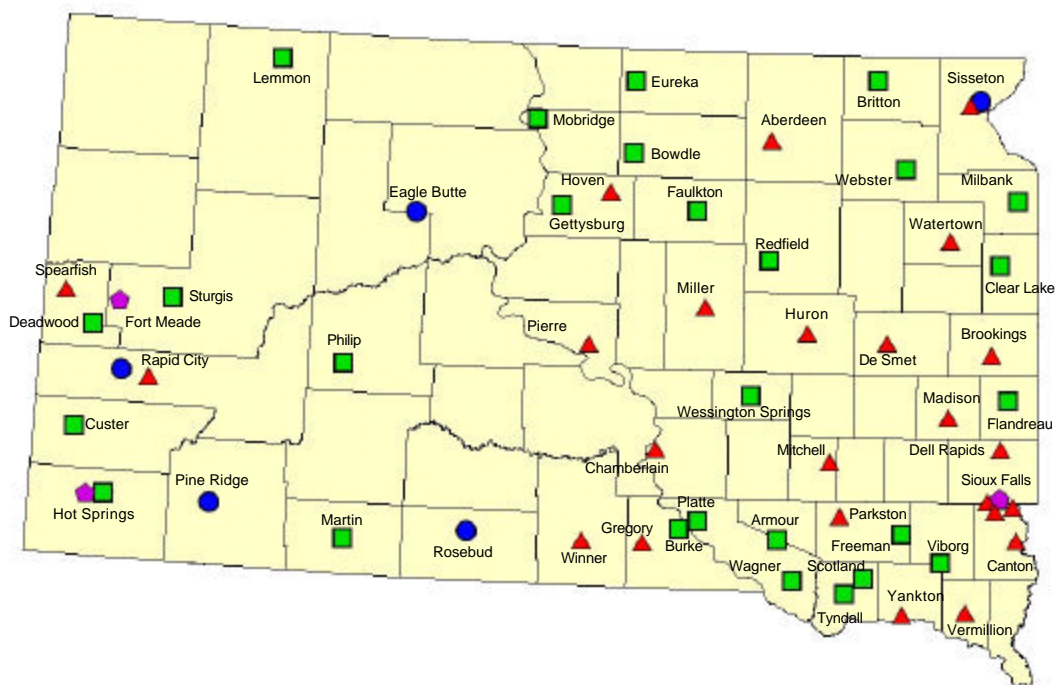 Lemmon
Eureka
Britton
Sisseton
Mobridge
Aberdeen
Bowdle
Webster
Milbank
Hoven
Eagle Butte
Faulkton
Gettysburg
Watertown
Redfield
Spearfish
Clear Lake
Miller
Sturgis
Deadwood
Fort Meade
Huron
Pierre
Philip
Brookings
De Smet
Rapid City
Madison
Wessington Springs
Flandreau
Custer
Dell Rapids
Mitchell
Chamberlain
Sioux Falls
Pine Ridge
Hot Springs
Platte
Parkston
Martin
Armour
Gregory
Burke
Freeman
Viborg
Rosebud
Winner
Canton
Wagner
Scotland
Yankton
Tyndall
Vermillion